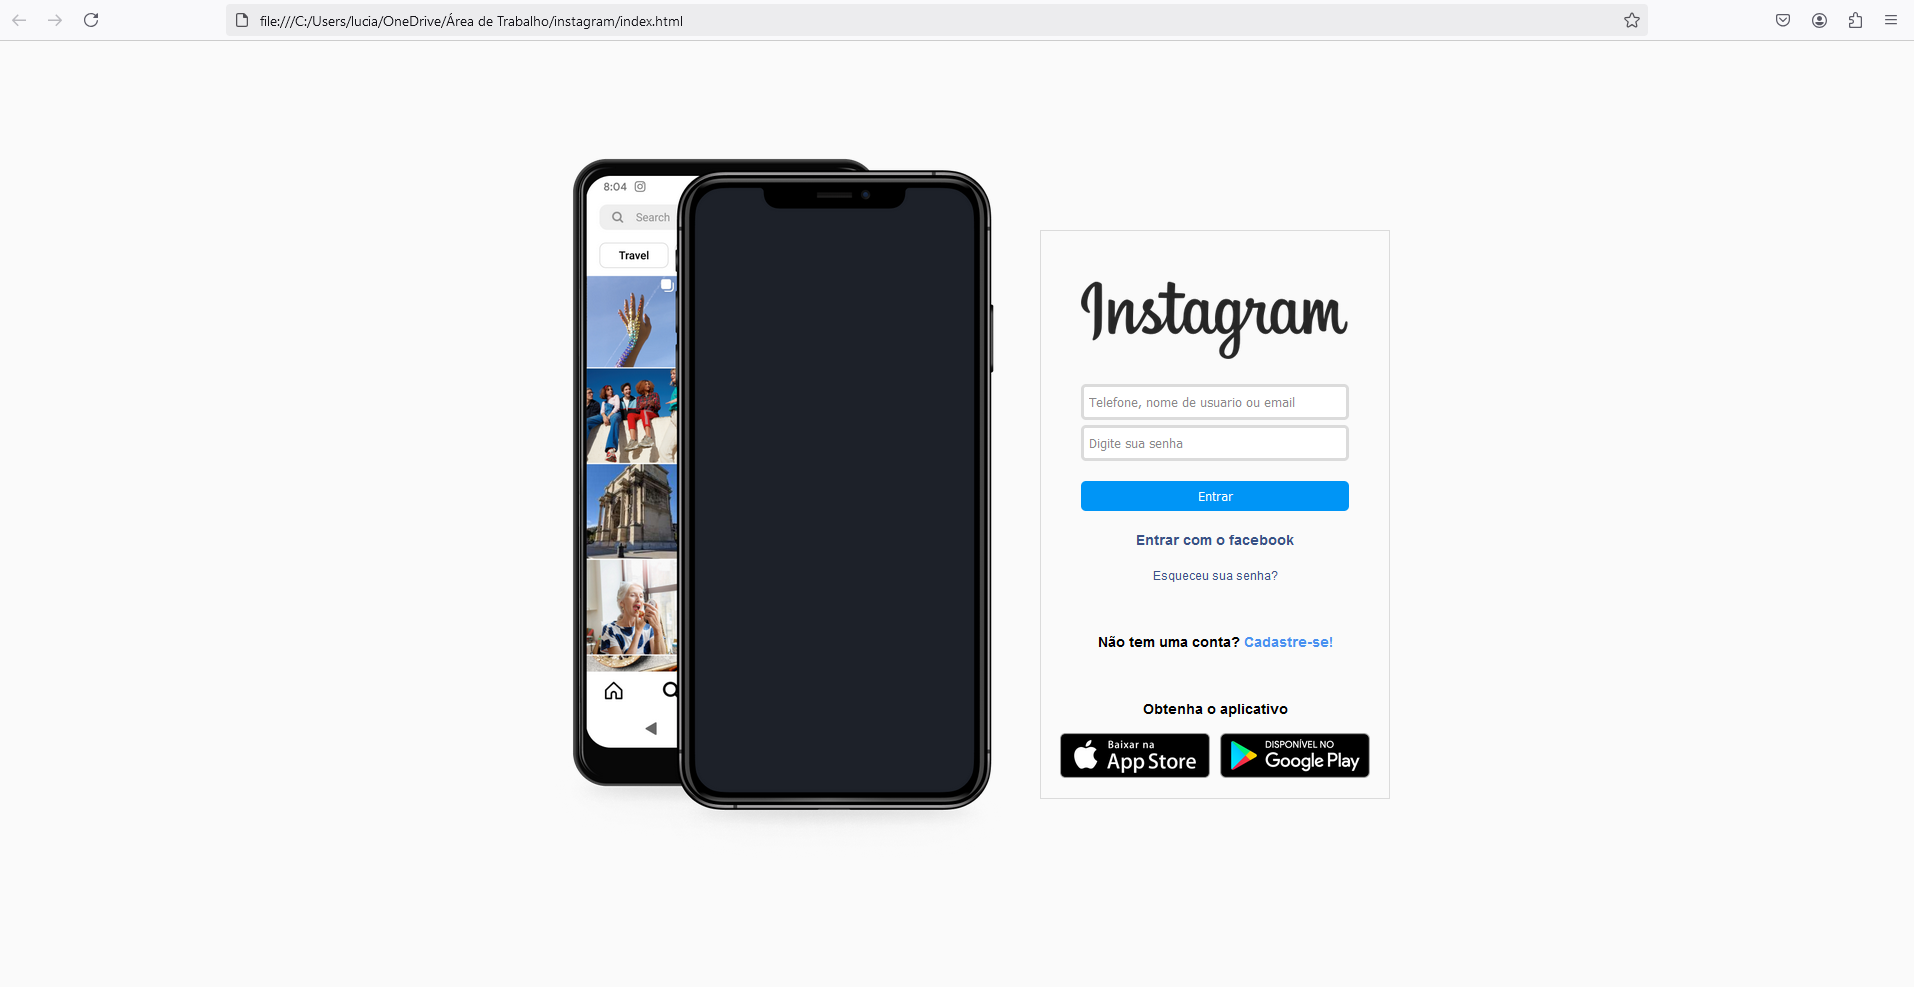 file:///C:/Users/lucia/OneDrive/Área de Trabalho/instagram/index.html
8:04
Search
Travel
Instagram
Telefone, nome de usuario ou email
Digite sua senha
Entrar
Entrar com o facebook
Esqueceu sua senha?
Não tem uma conta? Cadastre-se!
Obtenha o aplicativo
Baixar na
App Store
DISPONÍVEL NO
Google Play